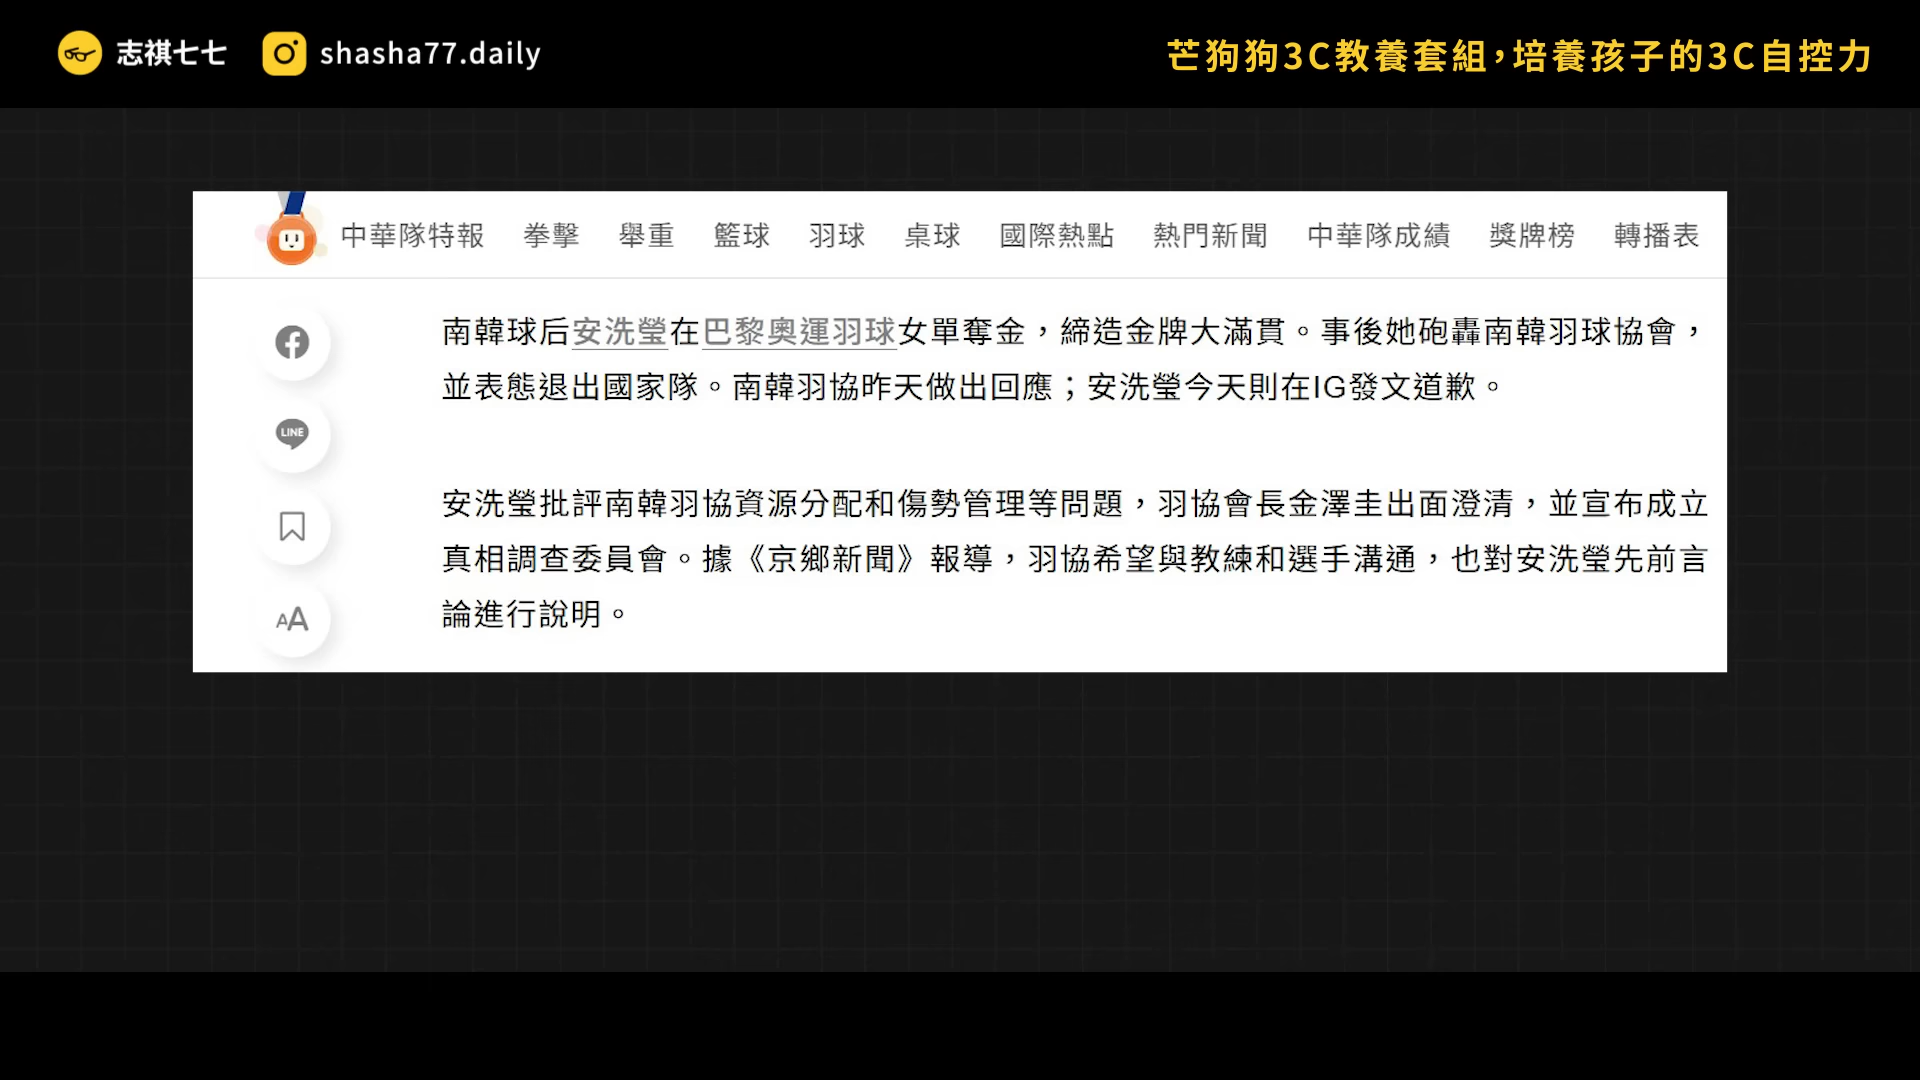 志祺七七
shasha77.daily
芒狗狗3C教養套組，培養孩子的3C自控力
中華隊特報 拳擊 舉重 籃球 羽球 桌球 國際熱點 熱門新聞 中華隊成績 獎牌榜 轉播表
南韓球后安洗瑩在巴黎奧運羽球女單奪金，締造金牌大滿貫。事後她砲轟南韓羽球協會，
並表態退出國家隊。南韓羽協昨天做出回應；安洗瑩今天則在IG發文道歉。
LINE
安洗瑩批評南韓羽協資源分配和傷勢管理等問題，羽協會長金澤圭出面澄清，並宣布成立
真相調查委員會。據《京鄉新聞》報導，羽協希望與教練和選手溝通，也對安洗瑩先前言
論進行說明。
AA